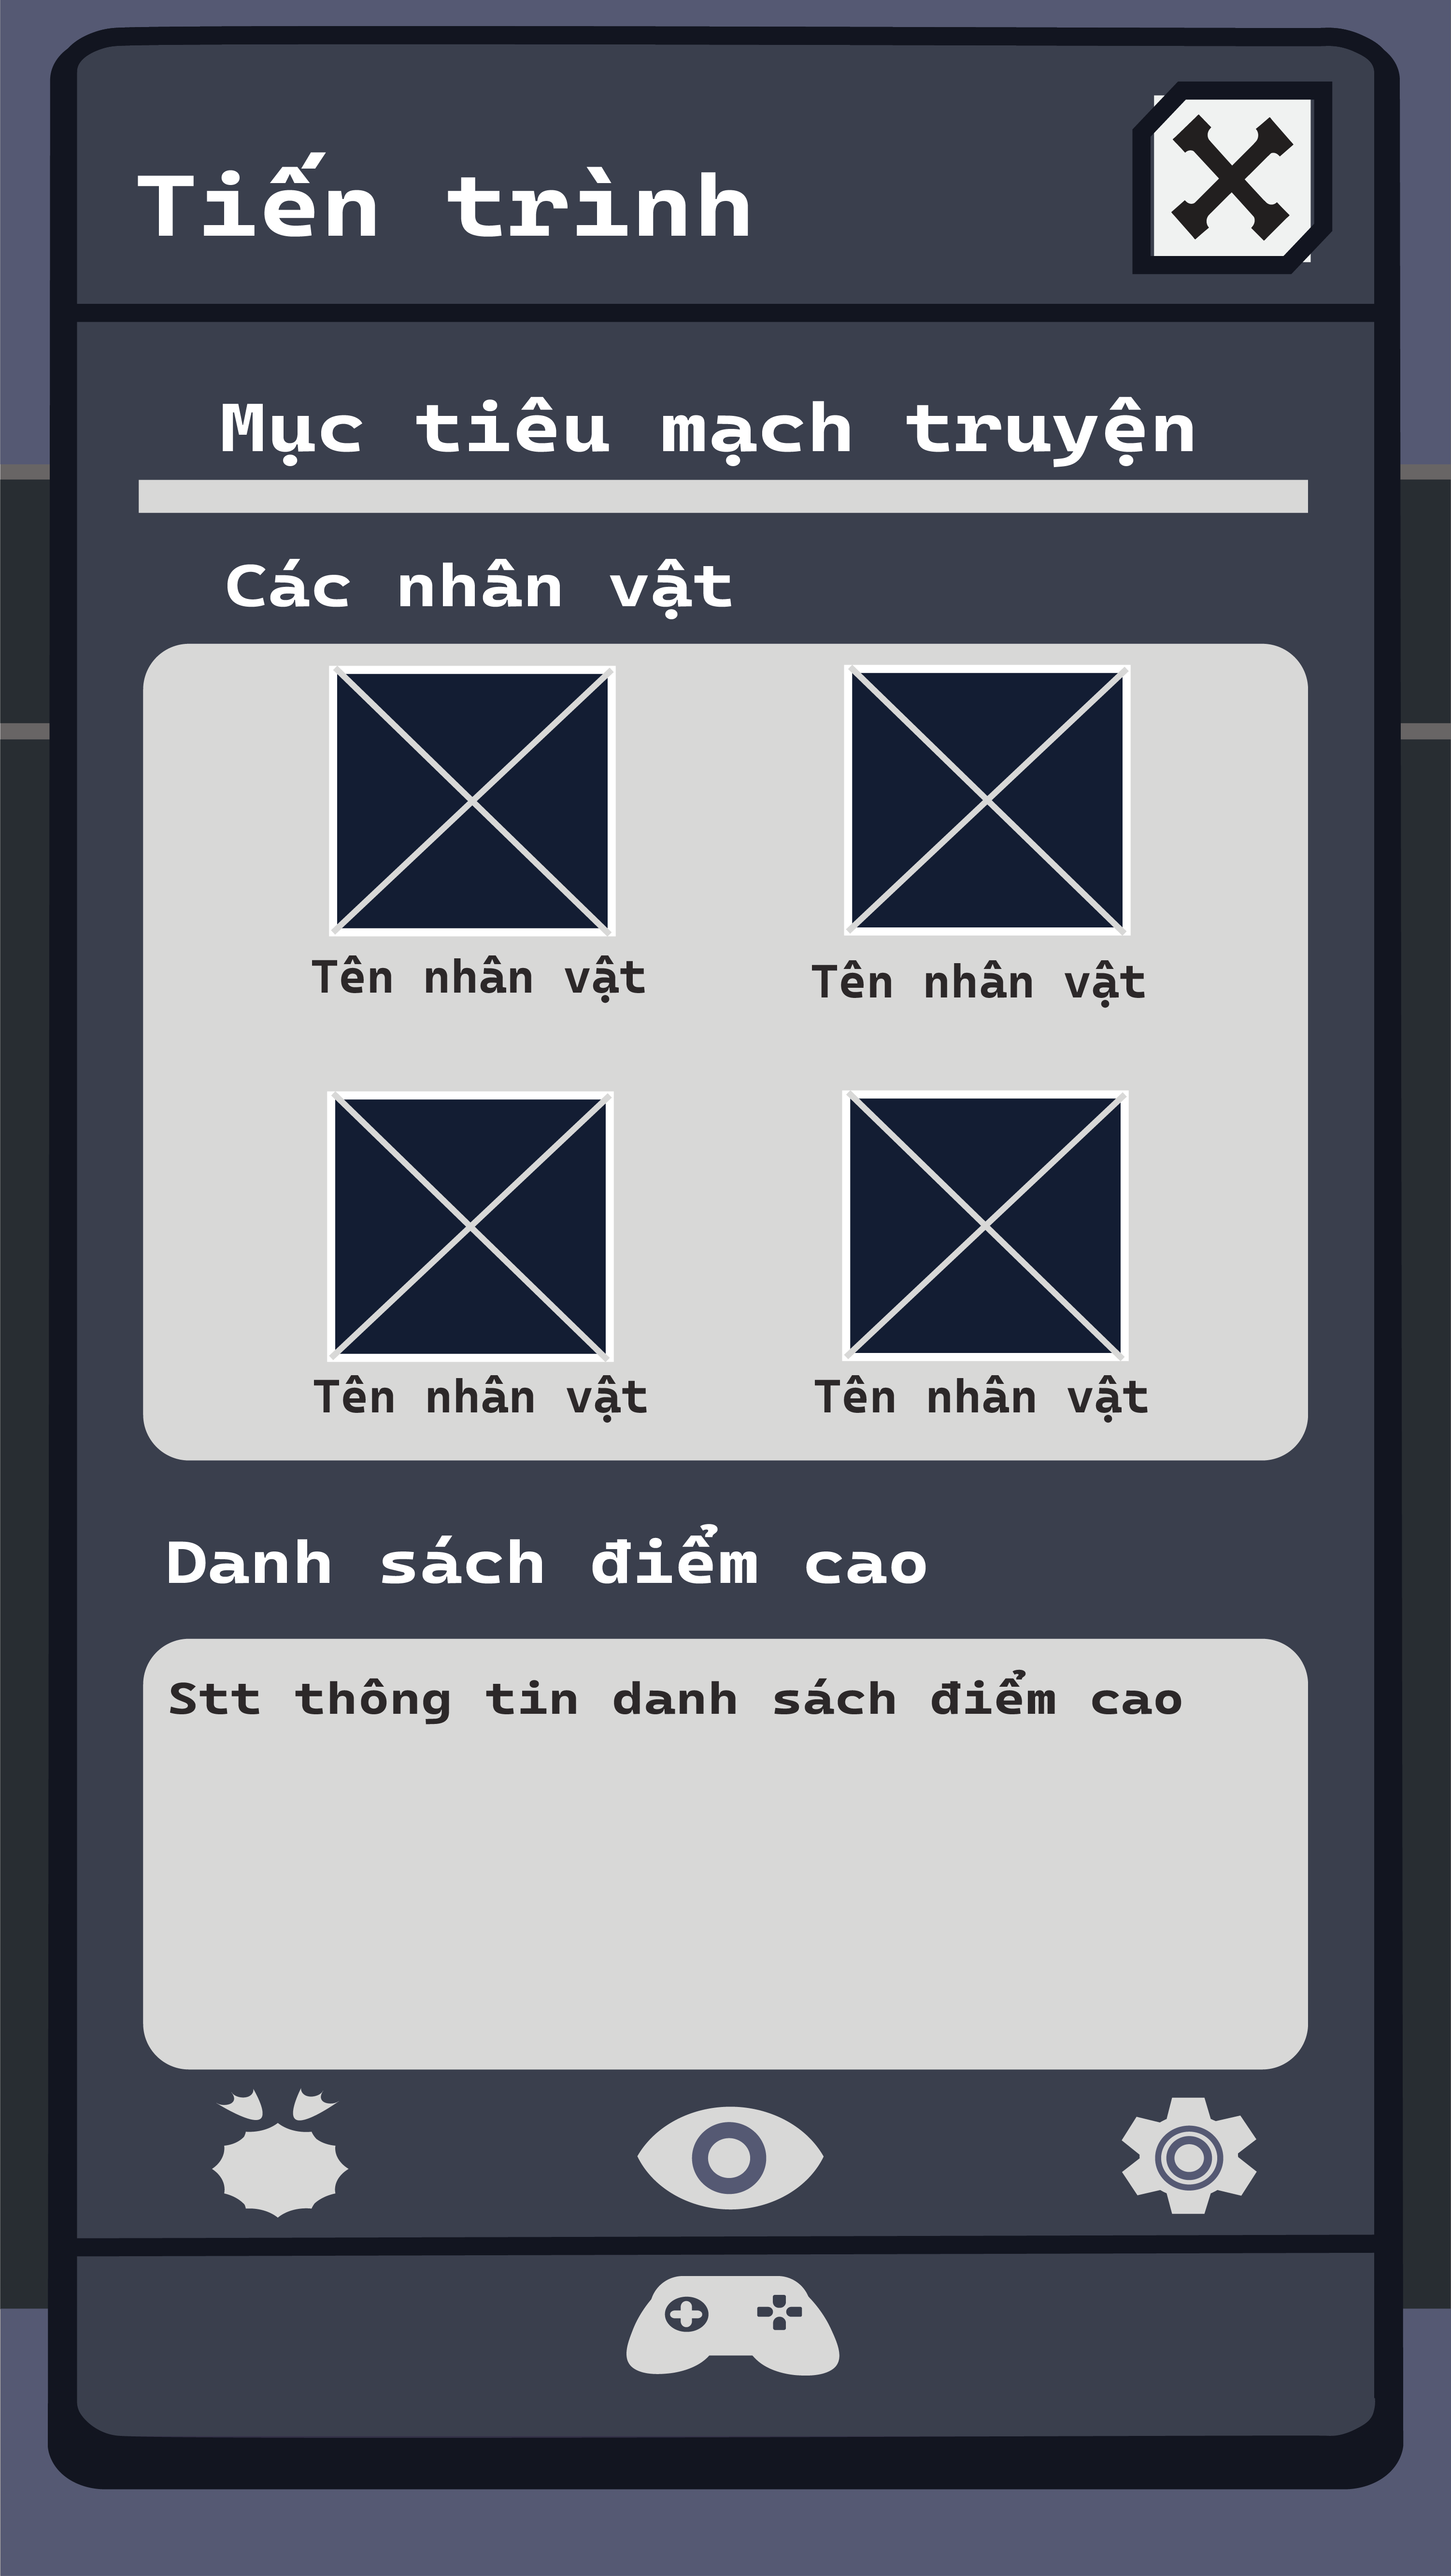 Tiến trình
Mục tiêu mạch truyện
Các nhân vật
Tên nhân vật
Tên nhân vật
Tên nhân vật
Tên nhân vật
Danh sách điểm cao
Stt thông tin danh sách điểm cao